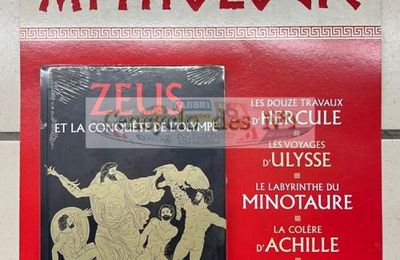 MYTHOLOGIE
ZEUS
ET LA CONQUÊTE DE L'OLYMPE
LES DOUZE TRAVAUX
D'HERCULE
LES VOYAGES
D'ULYSSE
LE LABYRINTHE DU
MINOTAURE
LA COLÈRE
D'ACHILLE